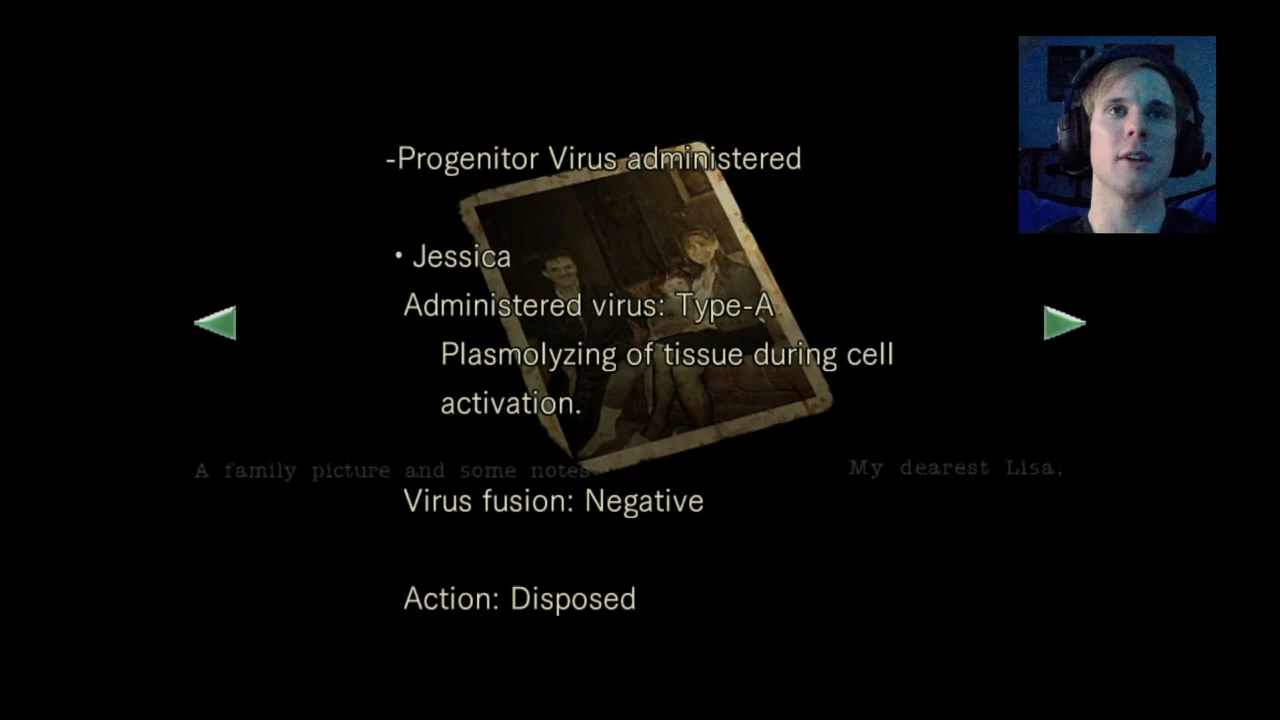 -Progenitor Virus administered
・Jessica
Administered virus: Type-A
Plasmolyzing of tissue during cell
activation.
A family picture and some notes
My dearest Lisa,
Virus fusion: Negative
Action: Disposed